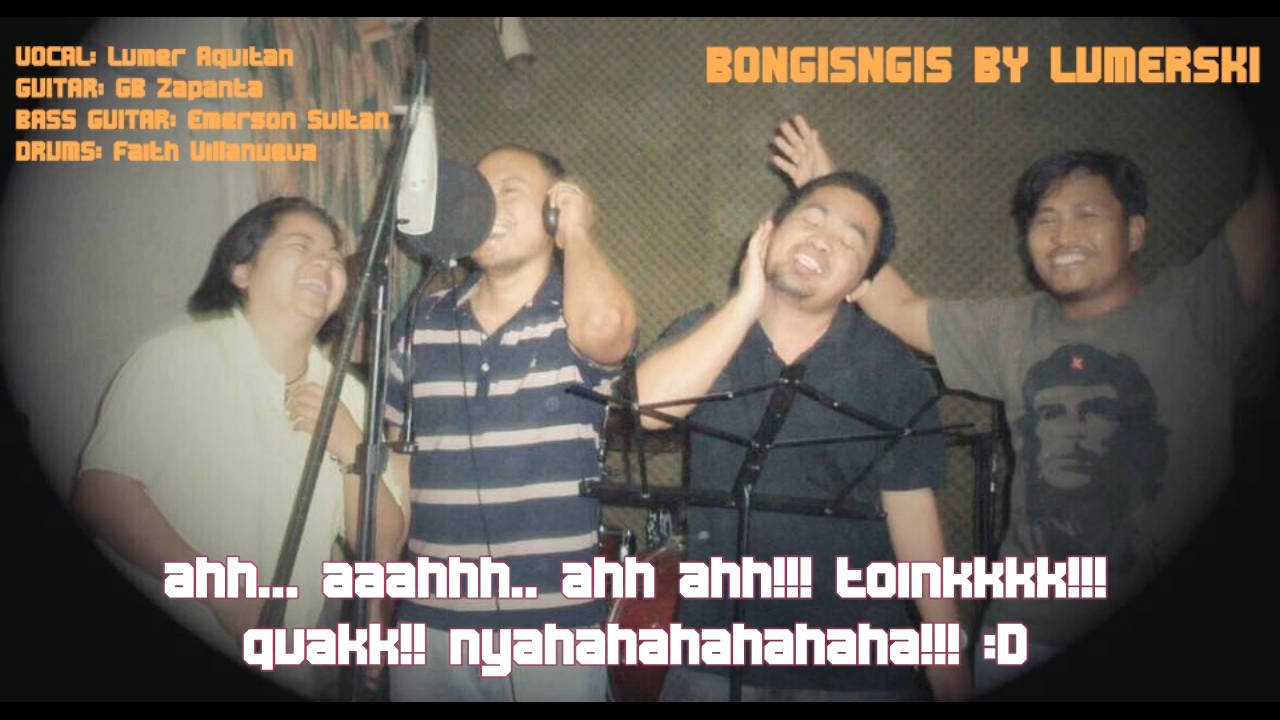 VOCAL: Lumer Aquitan
GUITAR: GB Zapanta
BASS GUITAR: Emerson Sultan
DRUMS: Faith Villanueva
BONGISNGIS BY LUMERSKI
ahh... aaahhh.. ahh ahh!!! toinkkkk!!!
quakk!! nyahahahahahaha!!! :D